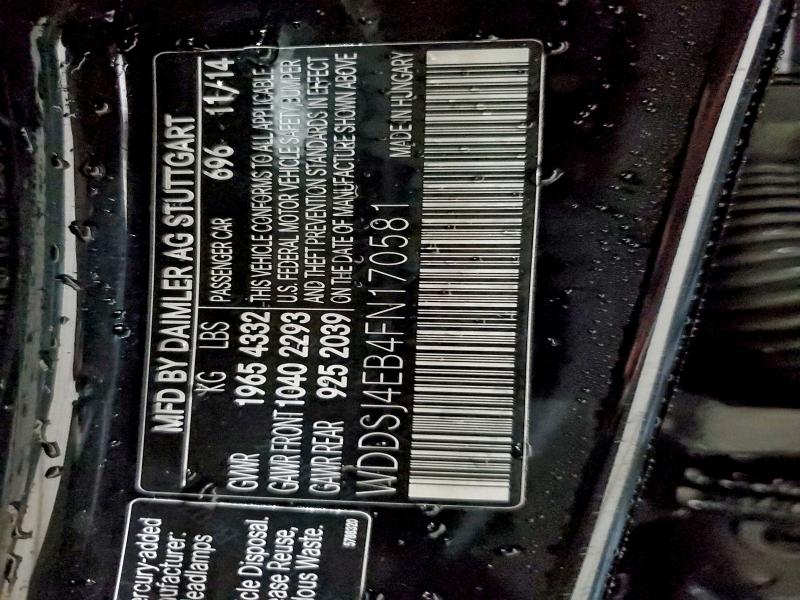 MFD BY DAIMLER AG STUTTGART
KG LBS PASSENGER CAR 696 11/14
GVWR 1965 4332 THIS VEHICLE CONFORMS TO ALL APPLICABLE
GAWR FRONT 1040 2293 U.S. FEDERAL MOTOR VEHICLE SAFETY, BUMPER
GAWR REAR 925 2039 AND THEFT PREVENTION STANDARDS IN EFFECT
ON THE DATE OF MANUFACTURE SHOWN ABOVE
WDDSJ4EB4FN170581 MADE IN HUNGARY
ercury-added
ufacturer:
eadlamps
cle Disposal.
ase Reuse,
lous Waste.